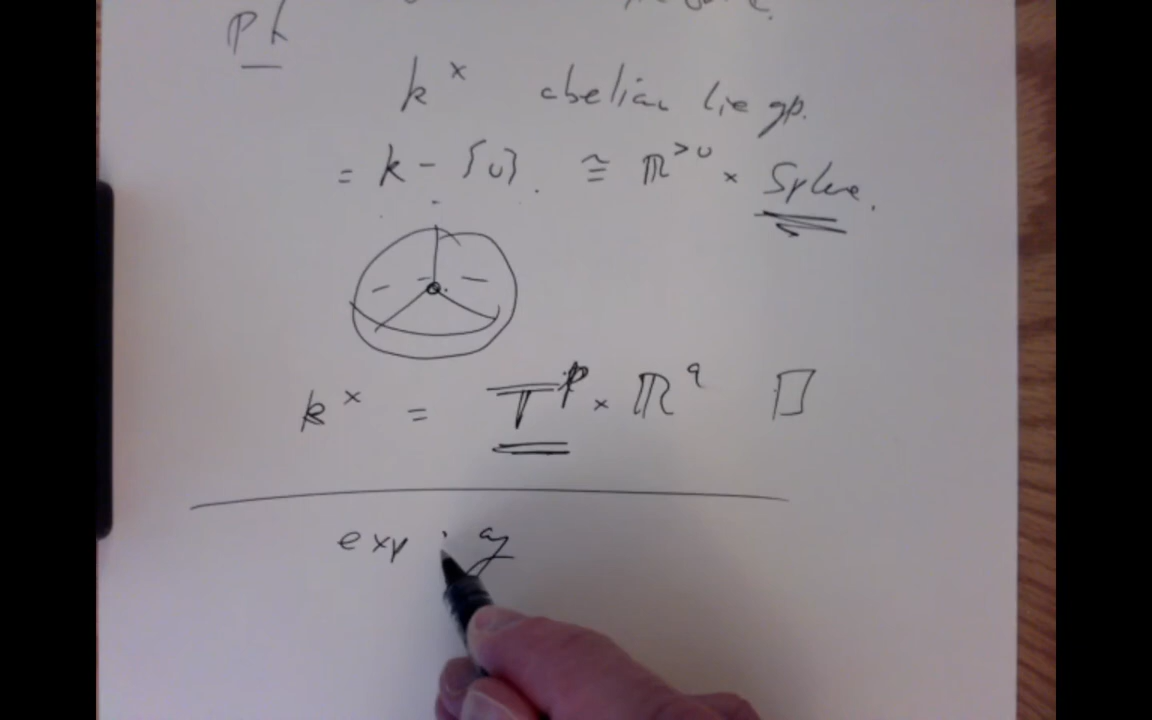 Pf
k^× abelian Lie gp.
= k - {0}. ≅ ℝ^{>0} × Sphere.
k^× = T^p × ℝ^q □
exp : 𝔤